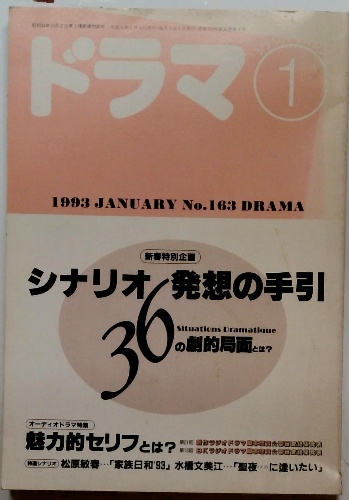 ドラマ
1
1993 JANUARY No.163 DRAMA
新春特別企画
シナリオ発想の手引
Situations Dramatique
36の劇的局面とは?
オーディオドラマ特集
魅力的セリフとは?
特選シナリオ 松原敏春…「家族日和'93」 水橋文美江…「聖夜…に逢いたい」